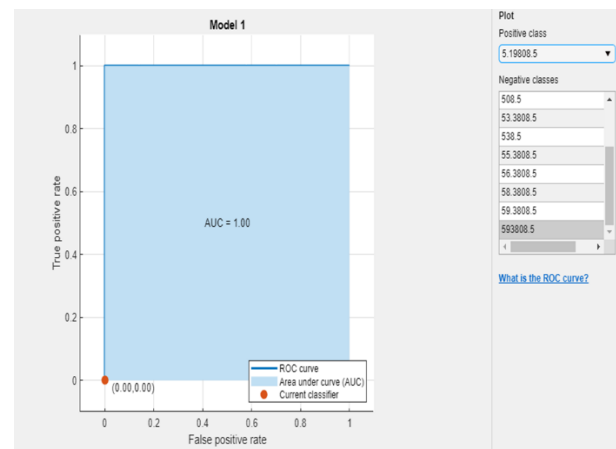 Model 1
1
0.8
0.6
0.4
0.2
0
True positive rate
AUC = 1.00
(0.00,0.00)
ROC curve
Area under curve (AUC)
Current classifier
0 0.2 0.4 0.6 0.8 1
False positive rate
Plot
Positive class
5.19808.5
Negative classes
508.5
53.3808.5
538.5
55.3808.5
56.3808.5
58.3808.5
59.3808.5
593808.5
What is the ROC curve?